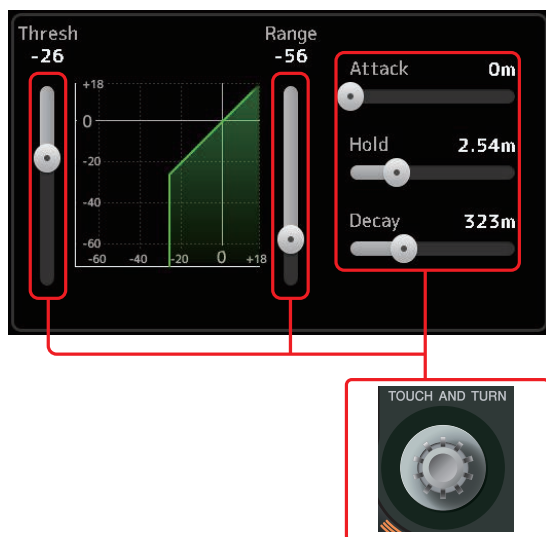 Thresh
-26
Range
-56
Attack 0m
Hold 2.54m
Decay 323m
+18
0
-20
-40
-60
-60 -40 -20 0 +18
TOUCH AND TURN